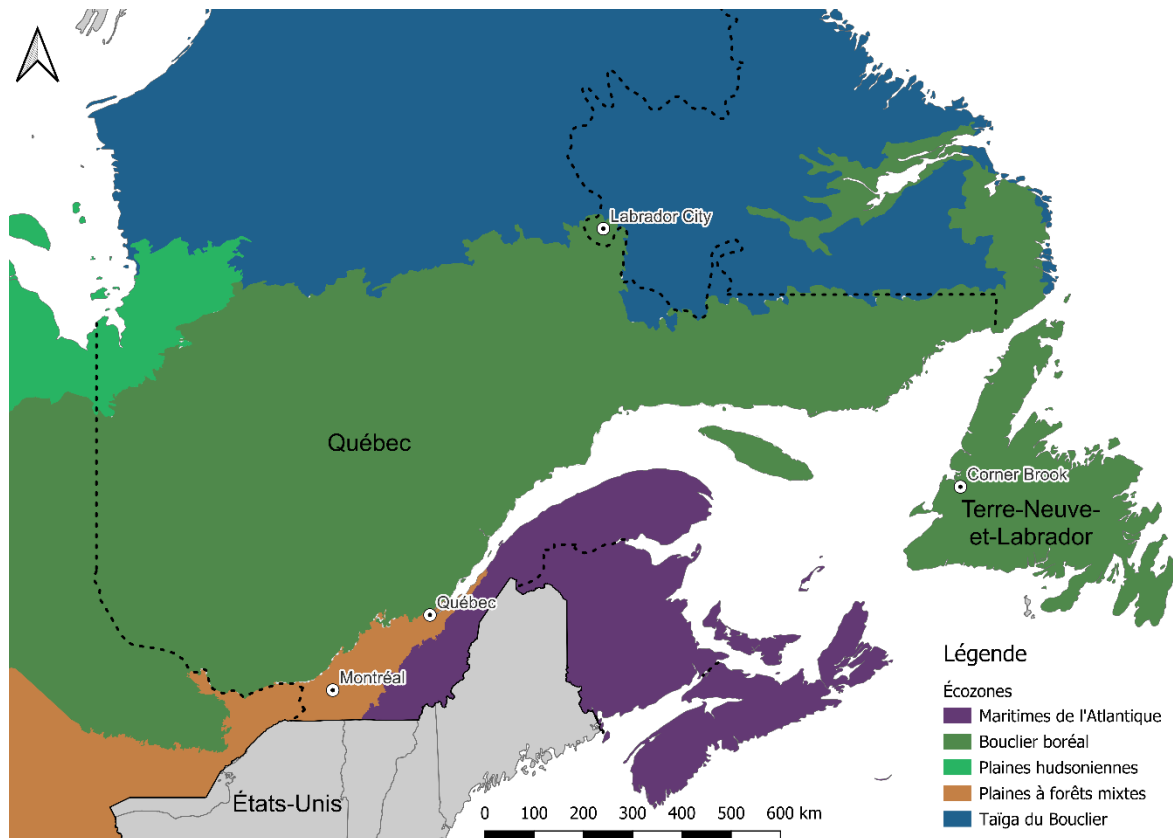 Labrador City
Québec
Corner Brook
Terre-Neuve-
et-Labrador
Québec
Montréal
États-Unis
Légende
Écozones
Maritimes de l'Atlantique
Bouclier boréal
Plaines hudsoniennes
Plaines à forêts mixtes
Taïga du Bouclier
0 100 200 300 400 500 600 km